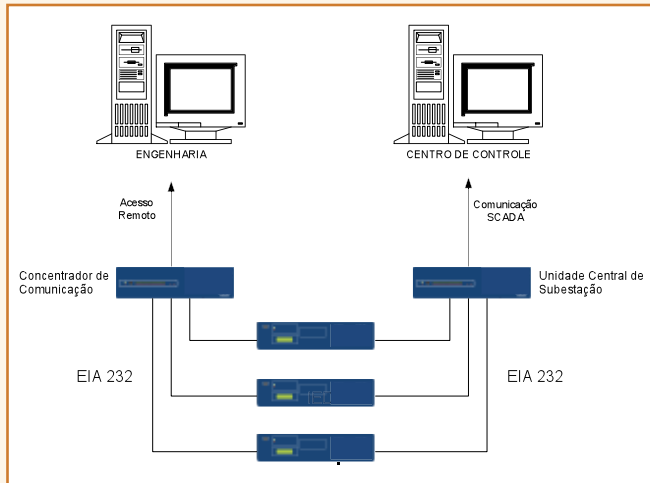 ENGENHARIA
CENTRO DE CONTROLE
Acesso
Remoto
Comunicação
SCADA
Concentrador de
Comunicação
Unidade Central de
Subestação
EIA 232
EIA 232